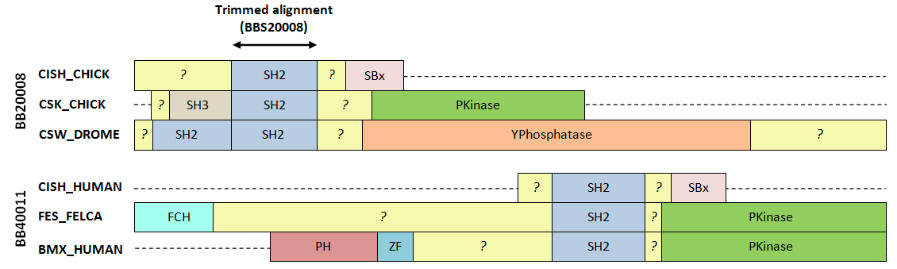 Trimmed alignment
(BBS20008)
BB20008
CISH_CHICK ? SH2 ? SBx
CSK_CHICK ? SH3 SH2 ? PKinase
CSW_DROME ? SH2 SH2 ? YPhosphatase ?
BB40011
CISH_HUMAN ? SH2 ? SBx
FES_FELCA FCH ? SH2 ? PKinase
BMX_HUMAN PH ZF ? SH2 ? PKinase